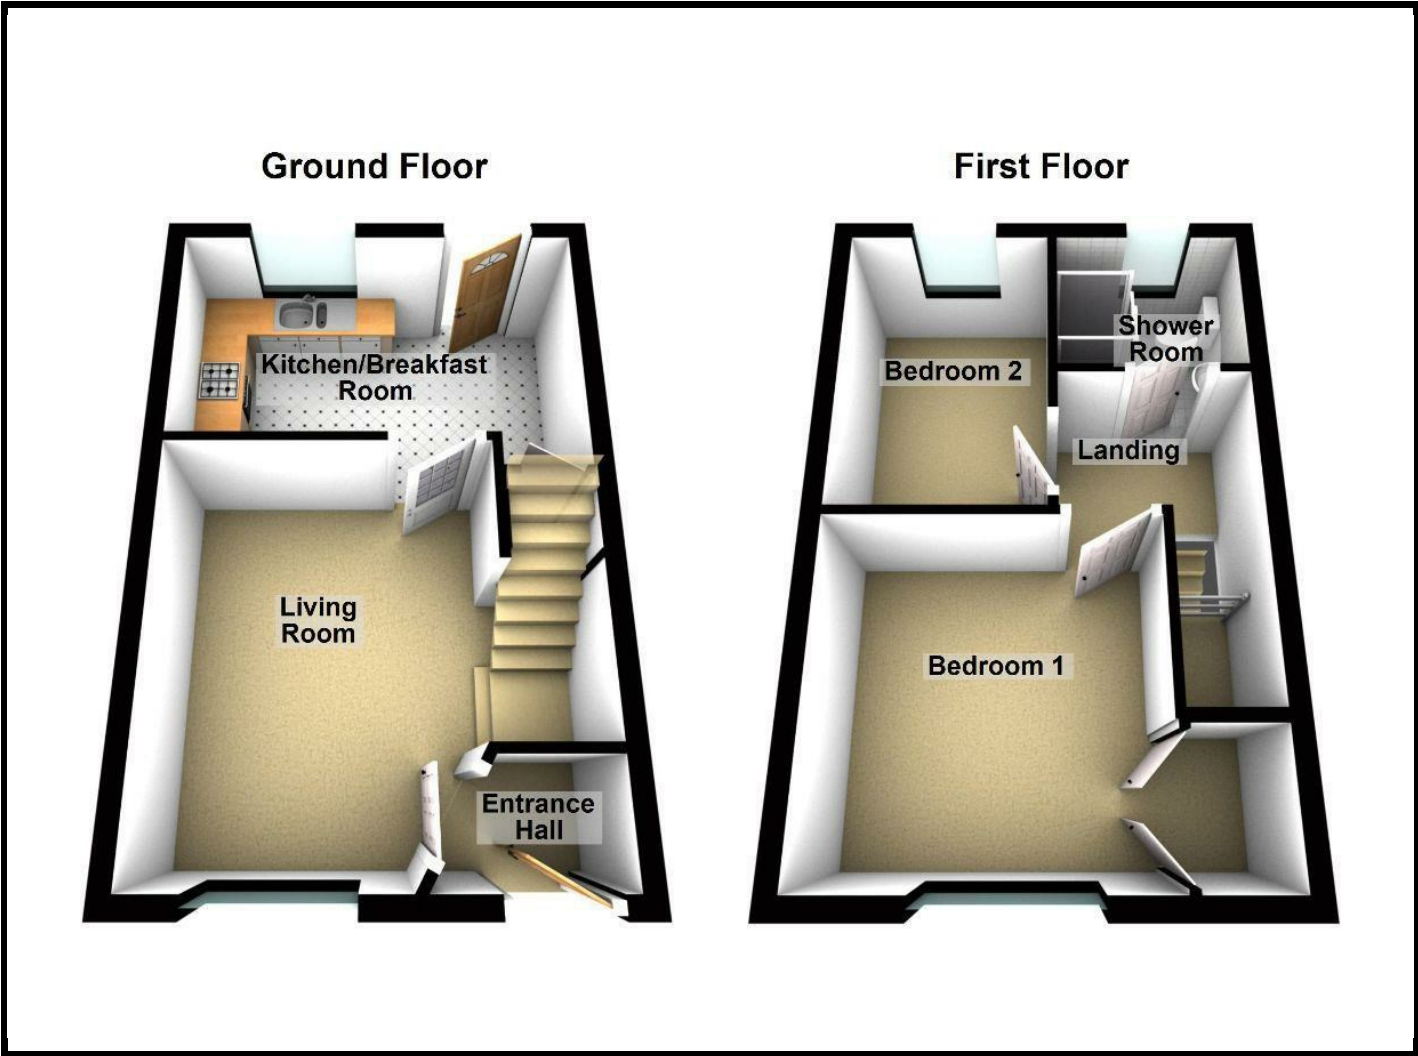 Ground Floor
Kitchen/Breakfast
Room
Living
Room
Entrance
Hall
First Floor
Shower
Room
Bedroom 2
Landing
Bedroom 1